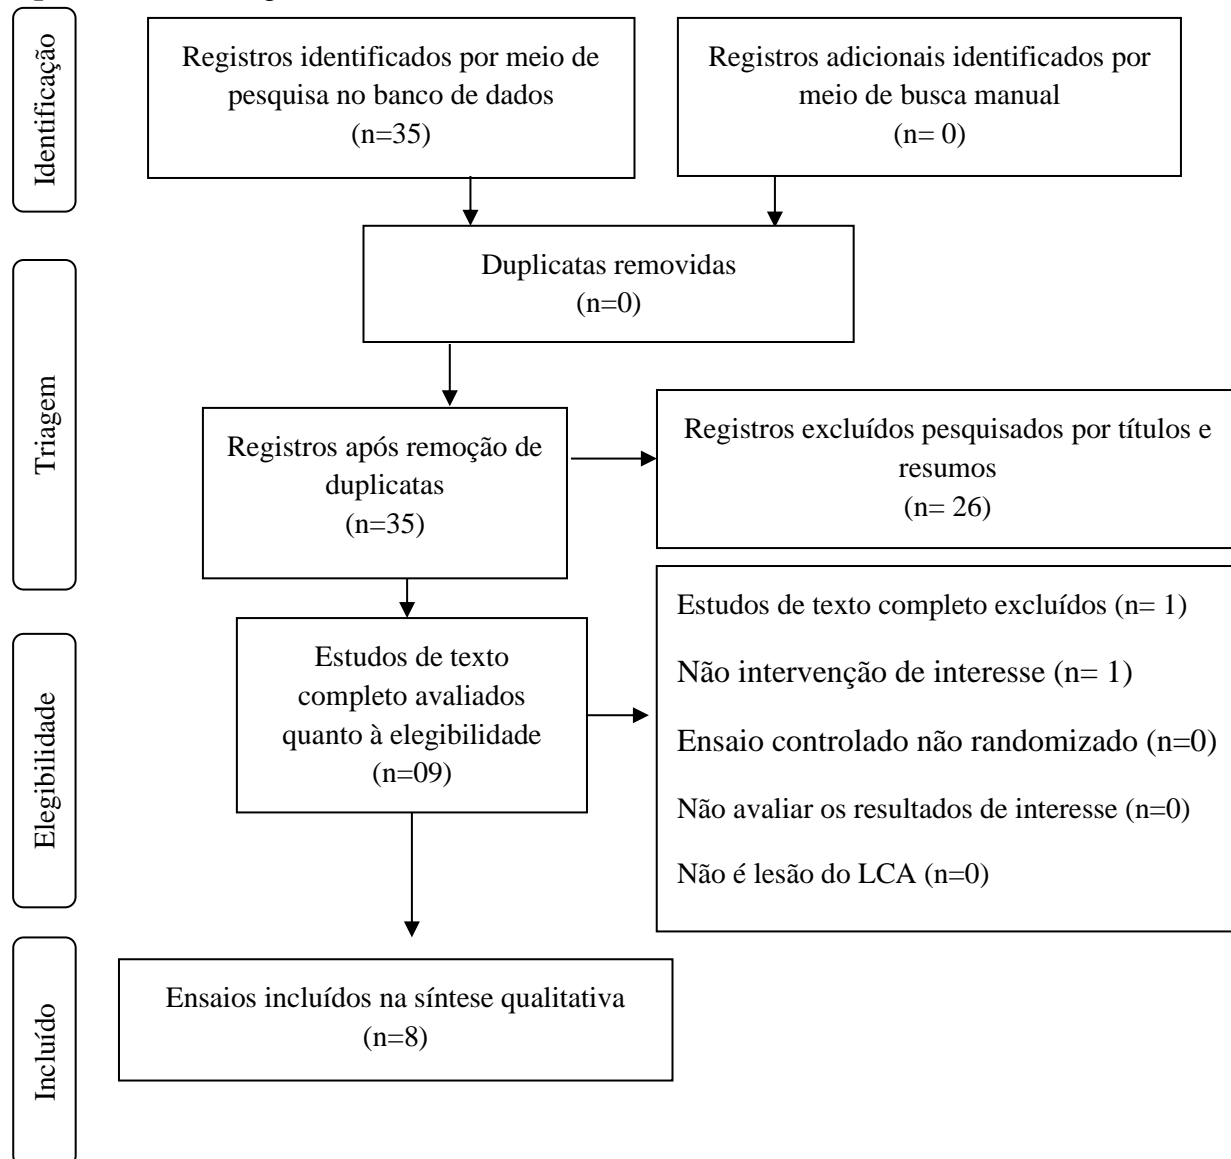 Identificação
Registros identificados por meio de
pesquisa no banco de dados
(n=35)
Registros adicionais identificados por
meio de busca manual
(n= 0)
Duplicatas removidas
(n=0)
Triagem
Registros após remoção de
duplicatas
(n=35)
Registros excluídos pesquisados por títulos e
resumos
(n= 26)
Elegibilidade
Estudos de texto
completo avaliados
quanto à elegibilidade
(n=09)
Estudos de texto completo excluídos (n= 1)
Não intervenção de interesse (n= 1)
Ensaio controlado não randomizado (n=0)
Não avaliar os resultados de interesse (n=0)
Não é lesão do LCA (n=0)
Incluído
Ensaios incluídos na síntese qualitativa
(n=8)